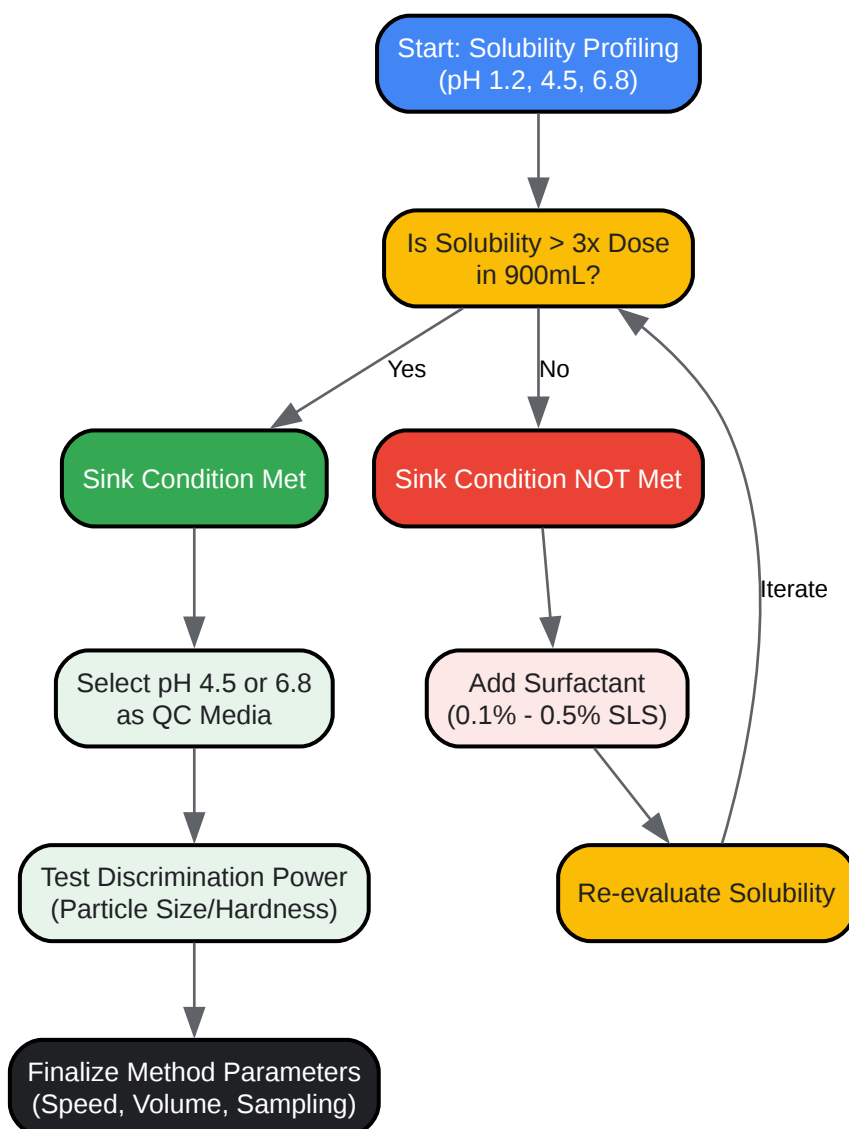 Start: Solubility Profiling
(pH 1.2, 4.5, 6.8)
Is Solubility > 3x Dose
in 900mL?
Yes
No
Sink Condition Met
Sink Condition NOT Met
Iterate
Select pH 4.5 or 6.8
as QC Media
Add Surfactant
(0.1% - 0.5% SLS)
Test Discrimination Power
(Particle Size/Hardness)
Re-evaluate Solubility
Finalize Method Parameters
(Speed, Volume, Sampling)